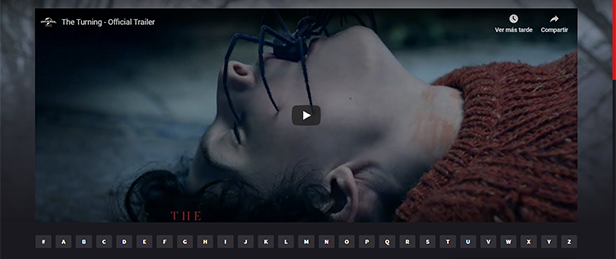 The Turning - Official Trailer
Ver más tarde
Compartir
THE
# A B C D E F G H I J K L M N O P Q R S T U V W X Y Z